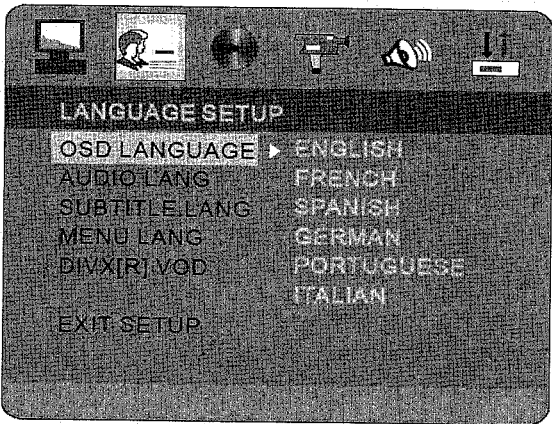 LANGUAGE SETUP
OSD LANGUAGE ENGLISH
AUDIO LANG FRENCH
SUBTITLE LANG SPANISH
MENU LANG GERMAN
DIVX[R] VOD PORTUGUESE
ITALIAN
EXIT SETUP